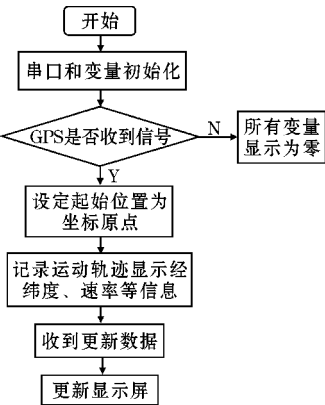 开始
串口和变量初始化
GPS是否收到信号
N
所有变量
显示为零
Y
设定起始位置为
坐标原点
记录运动轨迹显示经
纬度、速率等信息
收到更新数据
更新显示屏